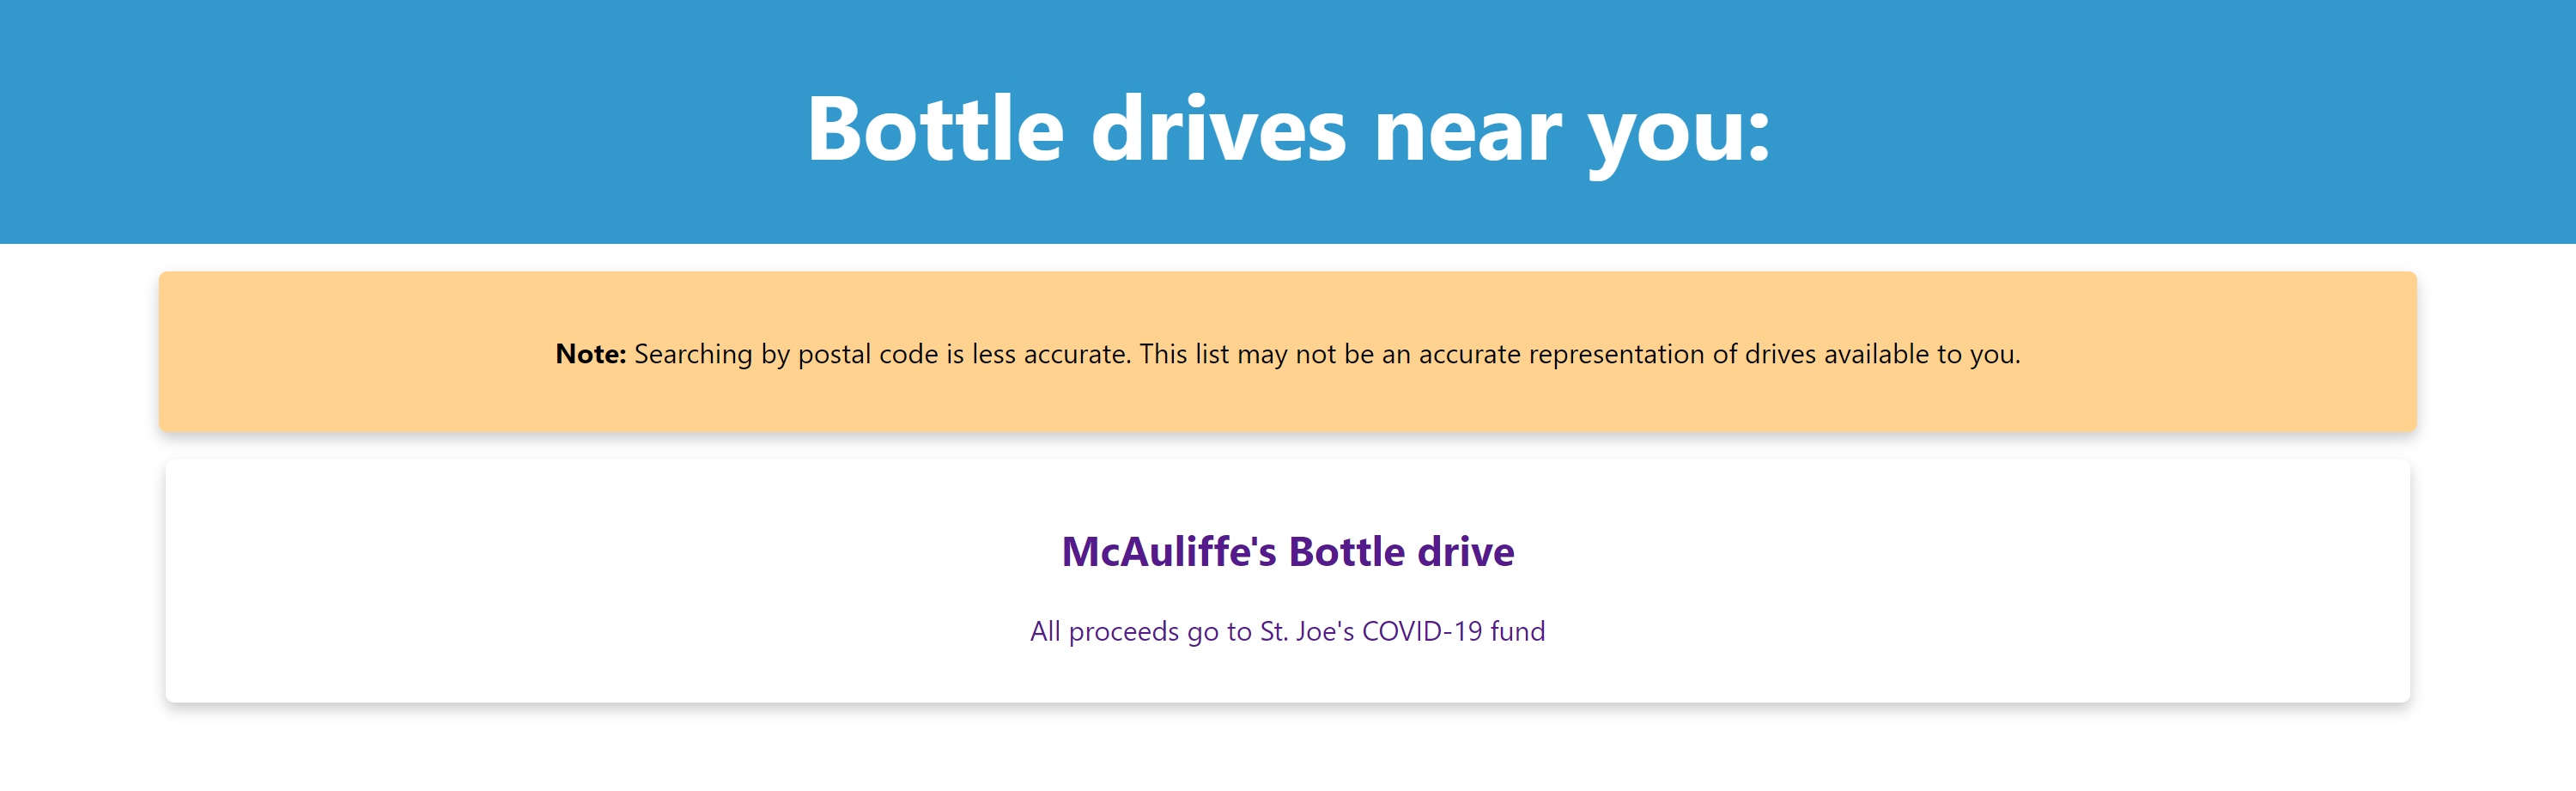 Bottle drives near you:
Note: Searching by postal code is less accurate. This list may not be an accurate representation of drives available to you.
McAuliffe's Bottle drive
All proceeds go to St. Joe's COVID-19 fund